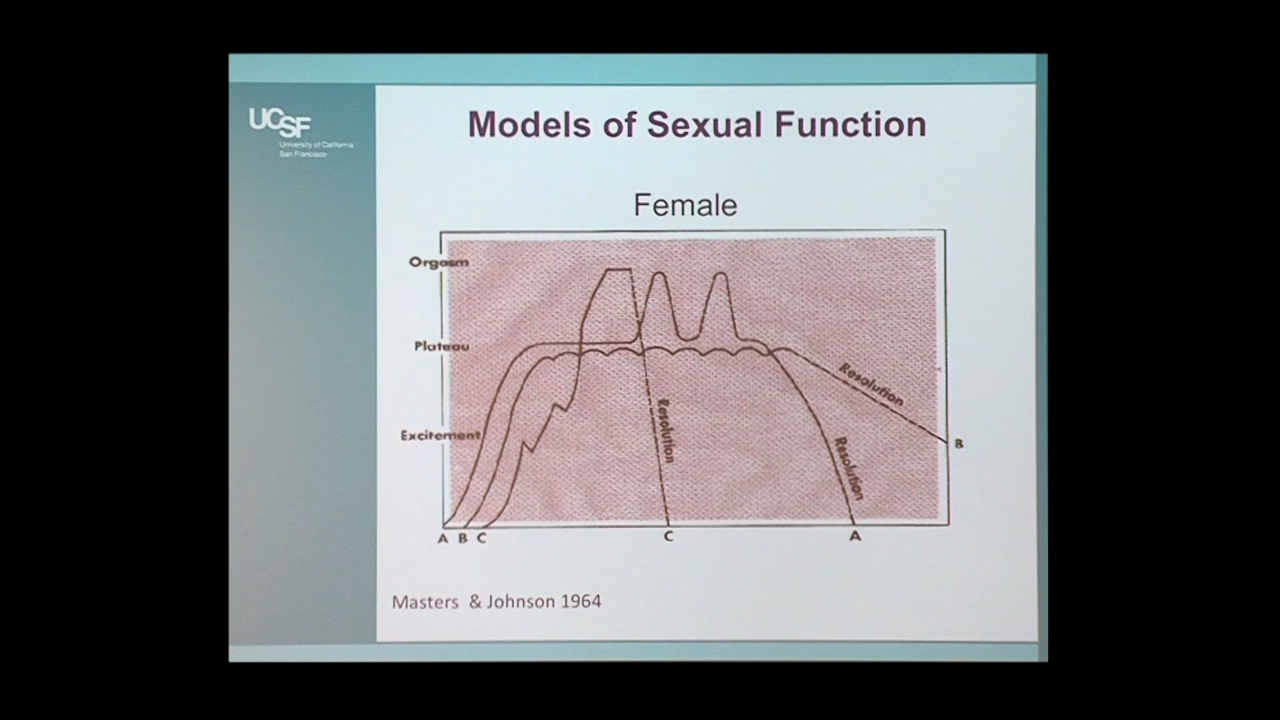 UCSF
University of California
San Francisco
Models of Sexual Function
Female
Orgasm
Plateau
Excitement
Resolution
Resolution
Resolution
B
A B C
C
A
Masters & Johnson 1964